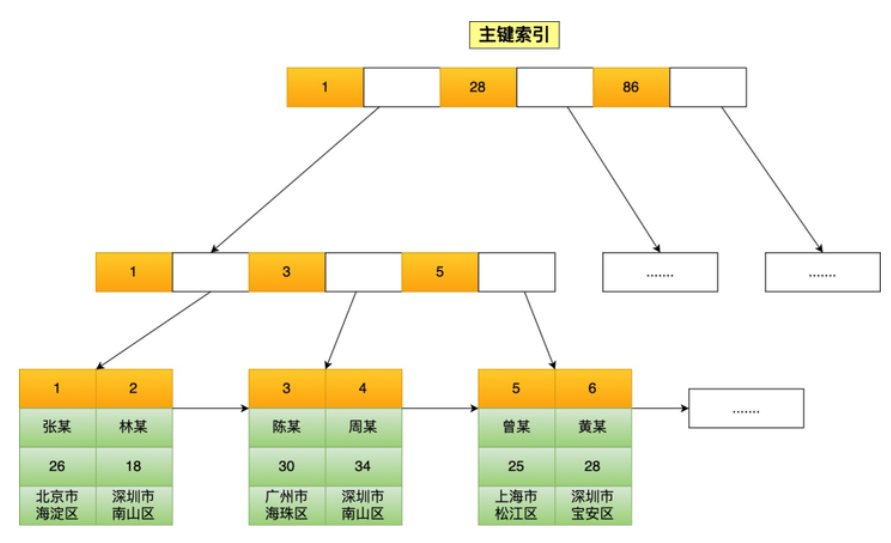 主键索引
1 28 86
1 3 5
....... .......
1 2 3 4 5 6
张某 林某 陈某 周某 曾某 黄某
.......
26 18 30 34 25 28
北京市 深圳市 广州市 深圳市 上海市 深圳市
海淀区 南山区 海珠区 南山区 松江区 宝安区